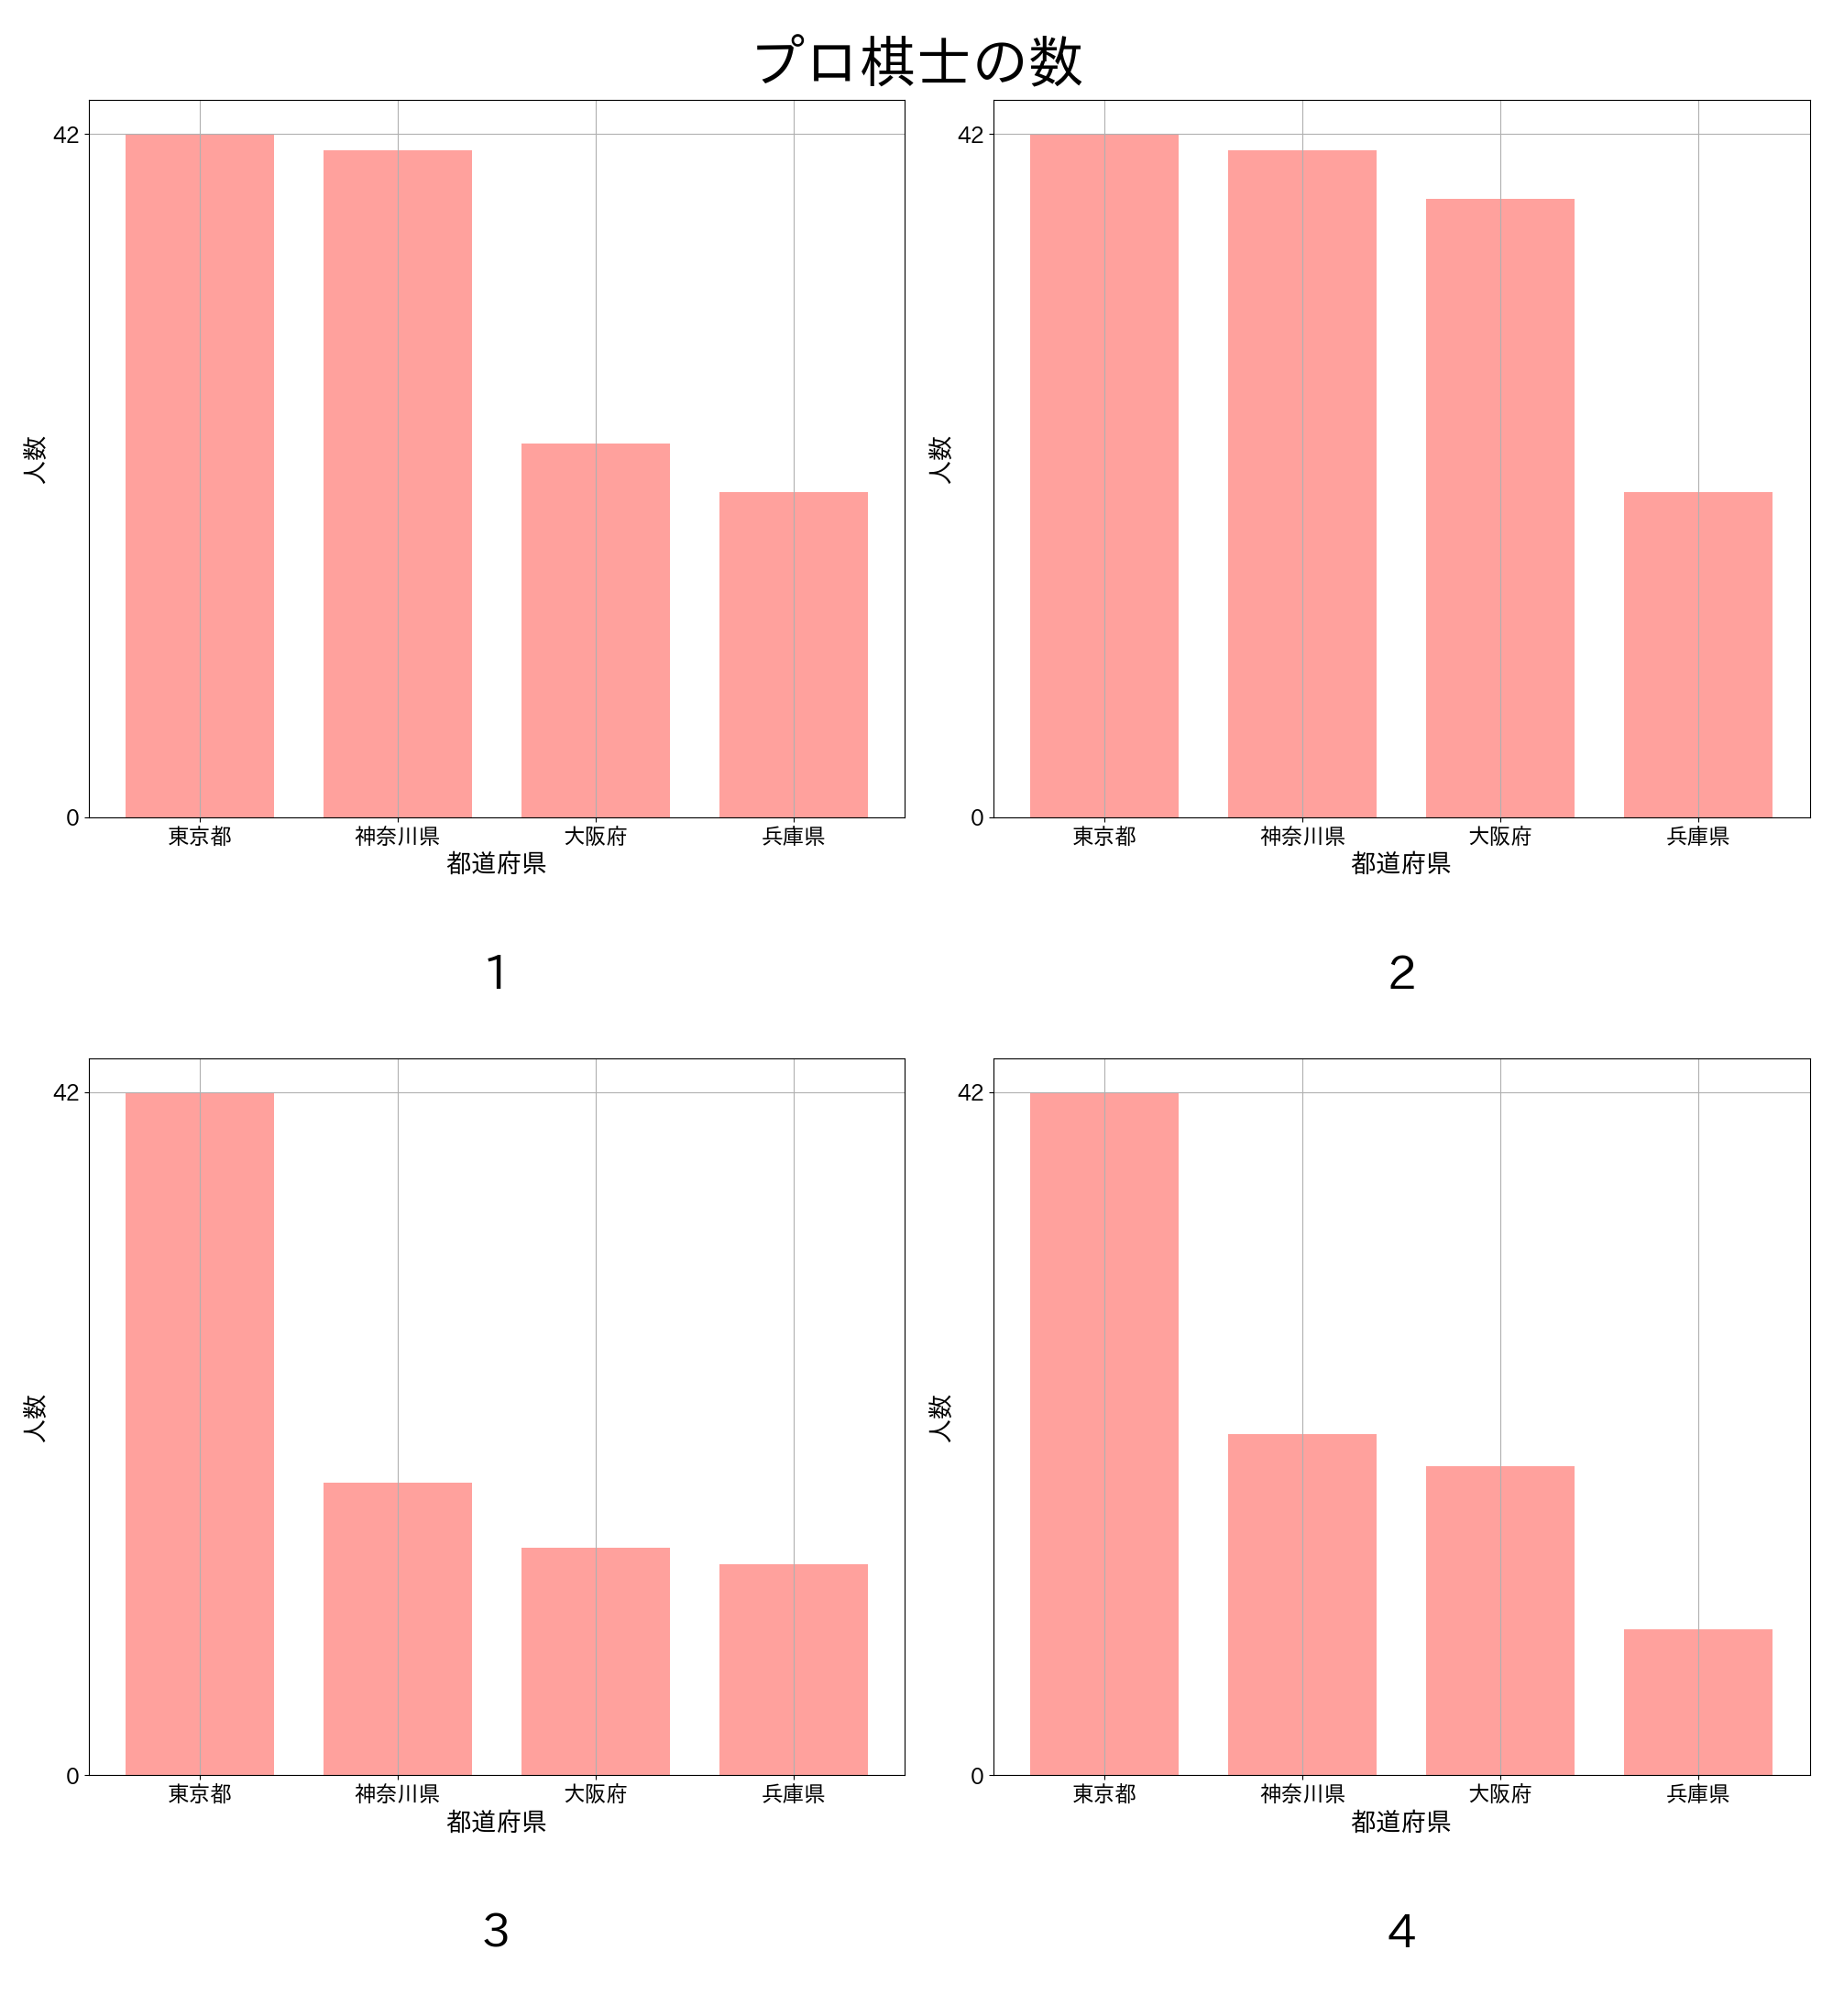 プロ棋士の数
42
人数
0
東京都 神奈川県 大阪府 兵庫県
都道府県
1
42
人数
0
東京都 神奈川県 大阪府 兵庫県
都道府県
2
42
人数
0
東京都 神奈川県 大阪府 兵庫県
都道府県
3
42
人数
0
東京都 神奈川県 大阪府 兵庫県
都道府県
4